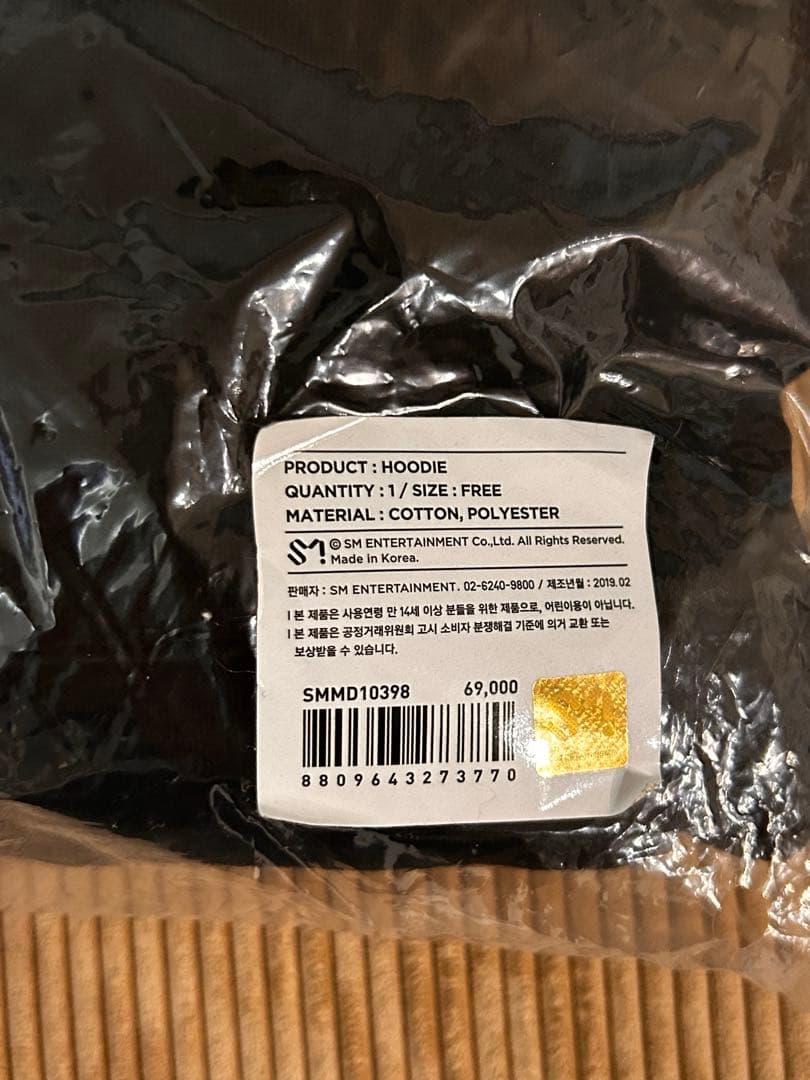 PRODUCT : HOODIE
QUANTITY : 1 / SIZE : FREE
MATERIAL : COTTON, POLYESTER
SM! © SM ENTERTAINMENT Co.,Ltd. All Rights Reserved.
Made in Korea.
판매자 : SM ENTERTAINMENT. 02-6240-9800 / 제조년월 : 2019.02
l 본 제품은 사용연령 만 14세 이상 분들을 위한 제품으로, 어린이용이 아닙니다.
l 본 제품은 공정거래위원회 고시 소비자 분쟁해결 기준에 의거 교환 또는
보상받을 수 있습니다.
SMMD10398 69,000
8809643273770